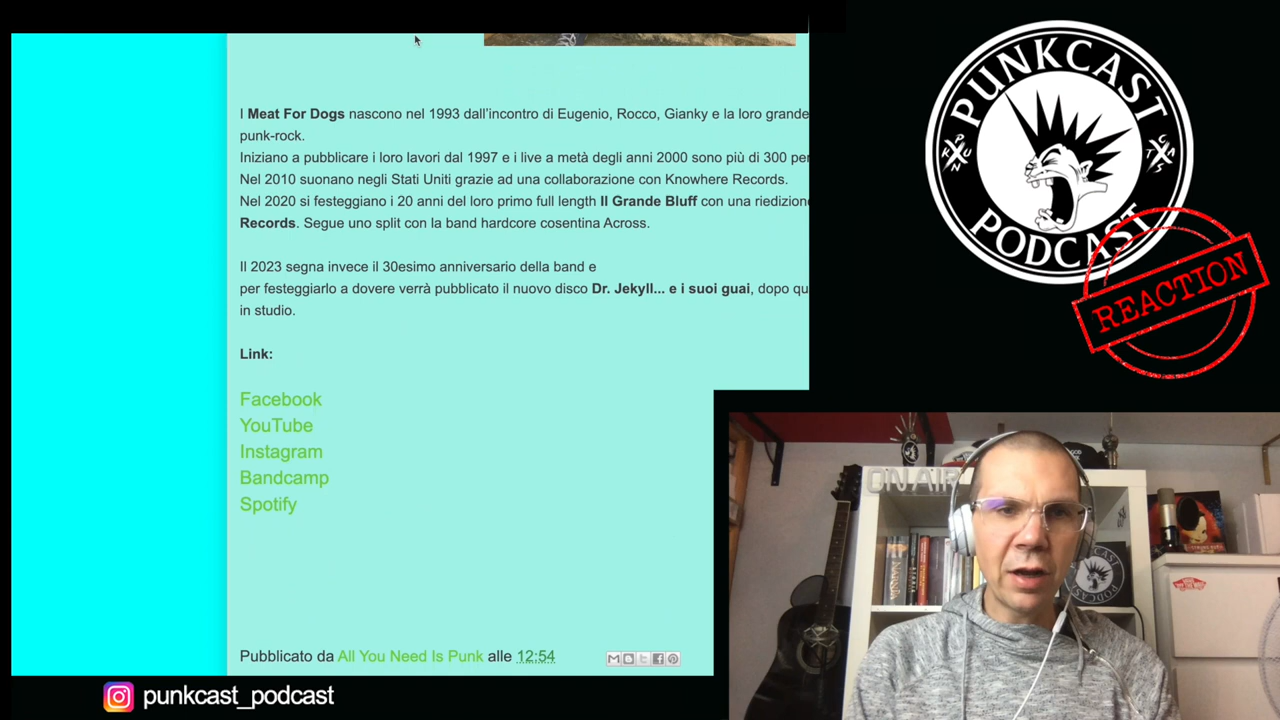 I Meat For Dogs nascono nel 1993 dall'incontro di Eugenio, Rocco, Gianky e la loro grande
punk-rock.
Iniziano a pubblicare i loro lavori dal 1997 e i live a metà degli anni 2000 sono più di 300 per
Nel 2010 suonano negli Stati Uniti grazie ad una collaborazione con Knowhere Records.
Nel 2020 si festeggiano i 20 anni del loro primo full length Il Grande Bluff con una riedizione
Records. Segue uno split con la band hardcore cosentina Across.
Il 2023 segna invece il 30esimo anniversario della band e
per festeggiarlo a dovere verrà pubblicato il nuovo disco Dr. Jekyll... e i suoi guai, dopo qu
in studio.
Link:
Facebook
YouTube
Instagram
Bandcamp
Spotify
Pubblicato da All You Need Is Punk alle 12:54
punkcast_podcast
PUNKCAST
PODCAST
REACTION
ON AIR
PUNKCAST
PODCAST